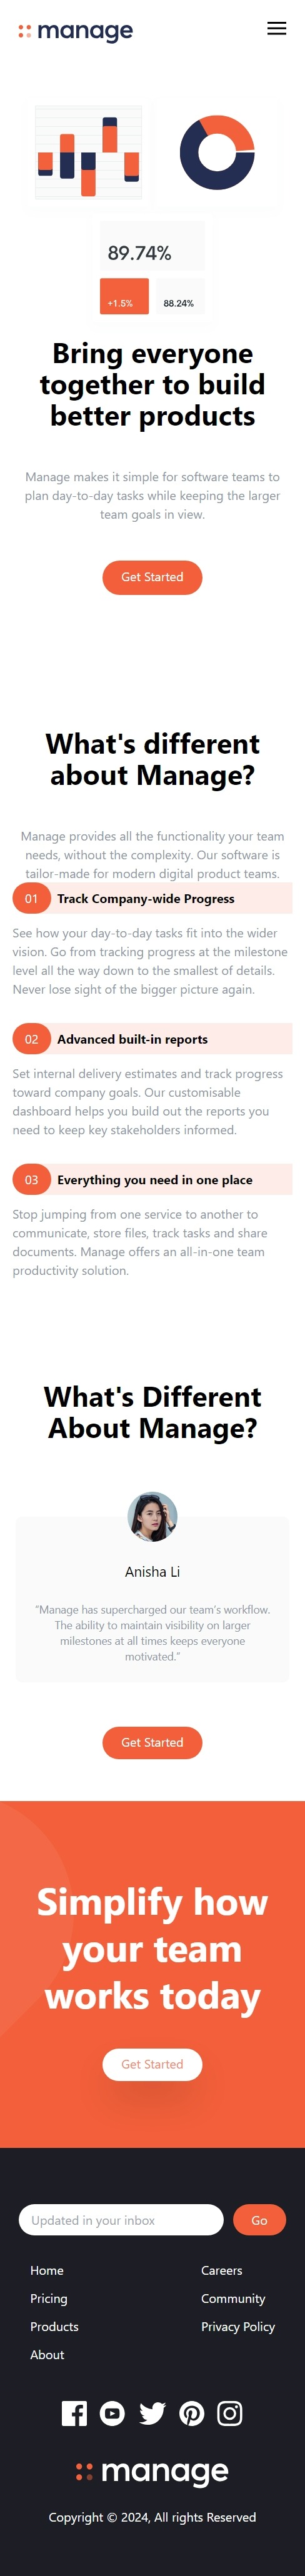 manage
89.74%
+1.5%
88.24%
Bring everyone
together to build
better products
Manage makes it simple for software teams to
plan day-to-day tasks while keeping the larger
team goals in view.
Get Started
What's different
about Manage?
Manage provides all the functionality your team
needs, without the complexity. Our software is
tailor-made for modern digital product teams.
01 Track Company-wide Progress
See how your day-to-day tasks fit into the wider
vision. Go from tracking progress at the milestone
level all the way down to the smallest of details.
Never lose sight of the bigger picture again.
02 Advanced built-in reports
Set internal delivery estimates and track progress
toward company goals. Our customisable
dashboard helps you build out the reports you
need to keep key stakeholders informed.
03 Everything you need in one place
Stop jumping from one service to another to
communicate, store files, track tasks and share
documents. Manage offers an all-in-one team
productivity solution.
What's Different
About Manage?
Anisha Li
“Manage has supercharged our team’s workflow.
The ability to maintain visibility on larger
milestones at all times keeps everyone
motivated.”
Get Started
Simplify how
your team
works today
Get Started
Updated in your inbox
Go
Home
Careers
Pricing
Community
Products
Privacy Policy
About
manage
Copyright © 2024, All rights Reserved